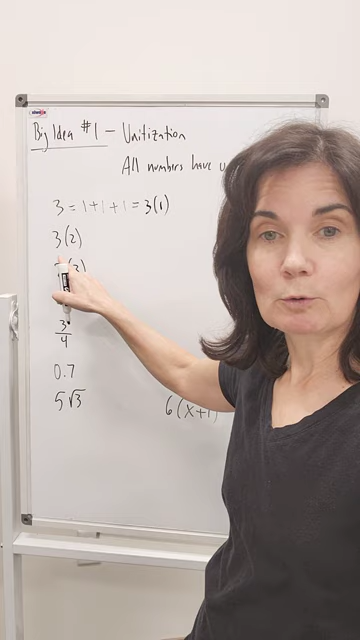 Big Idea #1 - Unitization
All numbers have
3 = 1 + 1 + 1 = 3(1)
3(2)
(3)
3/4
0.7
5√3
6(x+1)